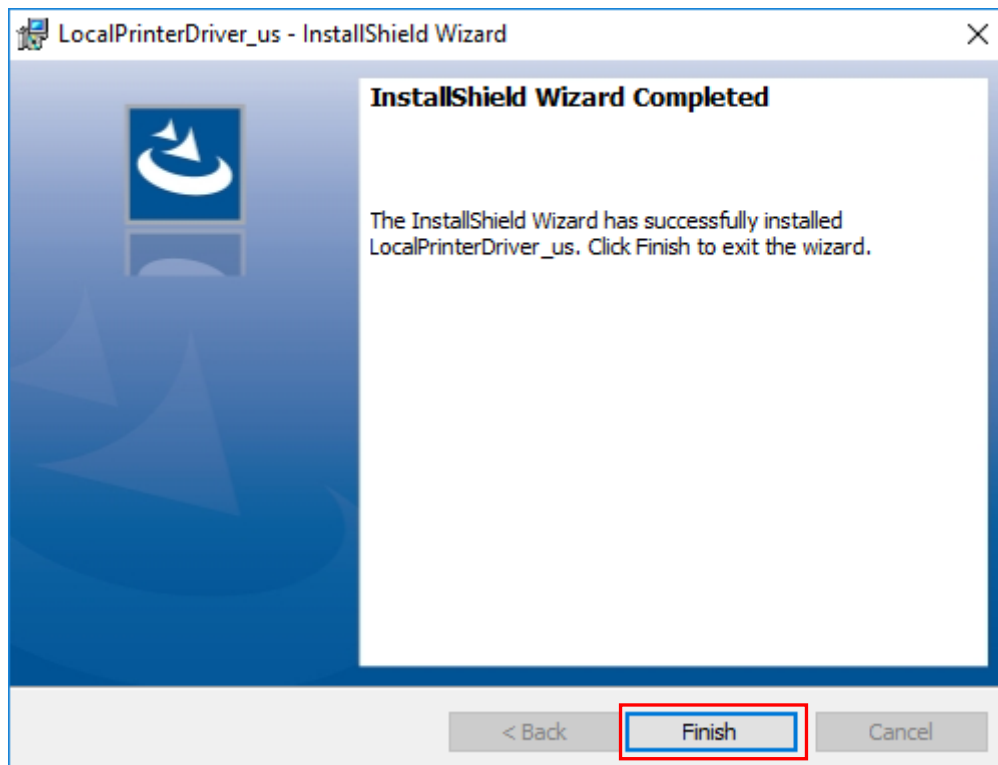 LocalPrinterDriver_us - InstallShield Wizard
InstallShield Wizard Completed
The InstallShield Wizard has successfully installed
LocalPrinterDriver_us. Click Finish to exit the wizard.
< Back
Finish
Cancel